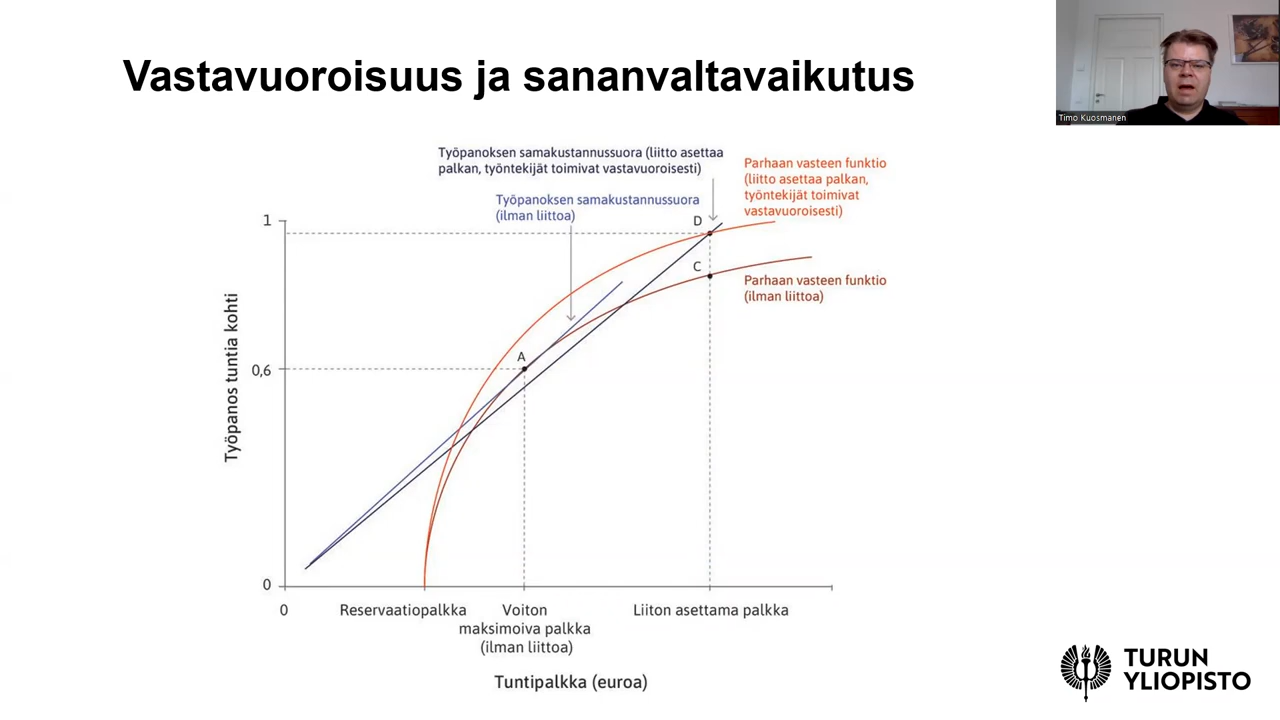 Vastavuoroisuus ja sananvaltavaikutus
Timo Kuosmanen
Työpanoksen samakustannussuora (liitto asettaa
palkan, työntekijät toimivat vastavuoroisesti)
Parhaan vasteen funktio
(liitto asettaa palkan,
työntekijät toimivat
vastavuoroisesti)
Työpanoksen samakustannussuora
(ilman liittoa)
D
C
A
Parhaan vasteen funktio
(ilman liittoa)
Työpanos tuntia kohti
1
0,6
0
0
Reservaatiopalkka
Voiton
maksimoiva palkka
(ilman liittoa)
Liiton asettama palkka
Tuntipalkka (euroa)
TURUN
YLIOPISTO